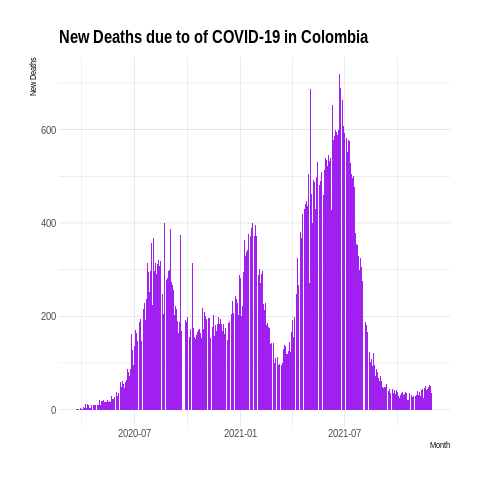 New Deaths due to of COVID-19 in Colombia
New Deaths
600
400
200
0
2020-07
2021-01
2021-07
Month